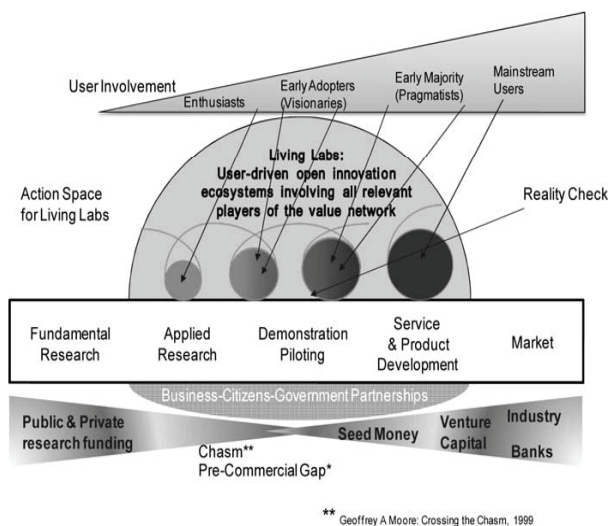 User Involvement
Enthusiasts
Early Adopters
(Visionaries)
Early Majority
(Pragmatists)
Mainstream
Users
Living Labs:
User-driven open innovation
ecosystems involving all relevant
players of the value network
Action Space
for Living Labs
Reality Check
Fundamental
Research
Applied
Research
Demonstration
Piloting
Service
& Product
Development
Market
Business-Citizens-Government Partnerships
Public & Private
research funding
Chasm**
Pre-Commercial Gap*
Seed Money
Venture
Capital
Industry
Banks
** Geoffrey A Moore: Crossing the Chasm, 1999